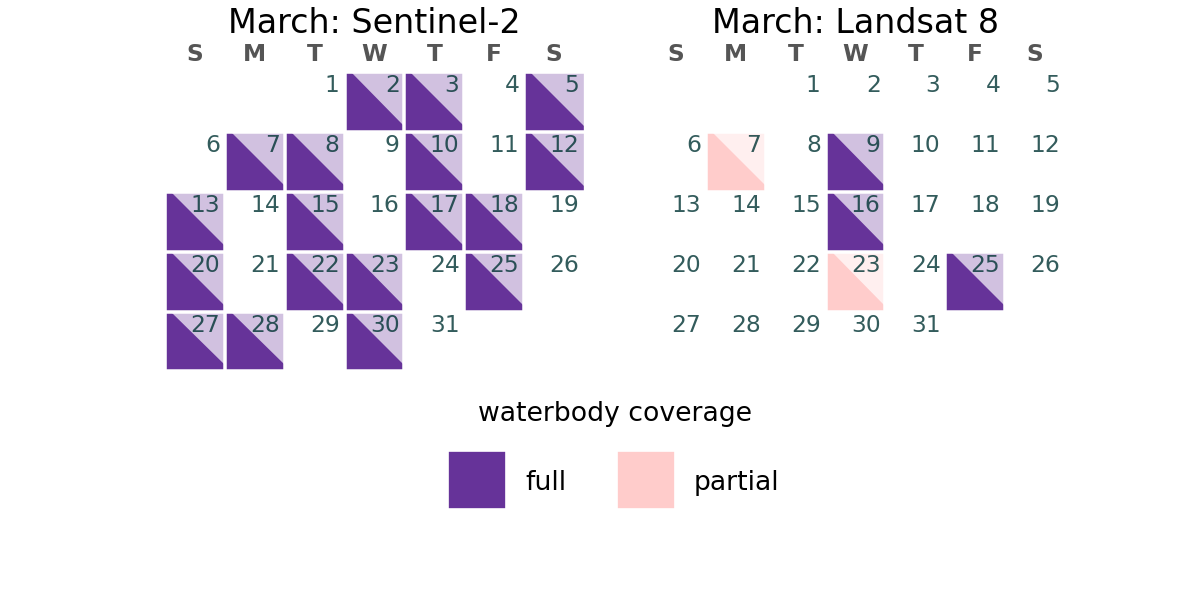 March: Sentinel-2
S M T W T F S
1 2 3 4 5
6 7 8 9 10 11 12
13 14 15 16 17 18 19
20 21 22 23 24 25 26
27 28 29 30 31
March: Landsat 8
S M T W T F S
1 2 3 4 5
6 7 8 9 10 11 12
13 14 15 16 17 18 19
20 21 22 23 24 25 26
27 28 29 30 31
waterbody coverage
full partial